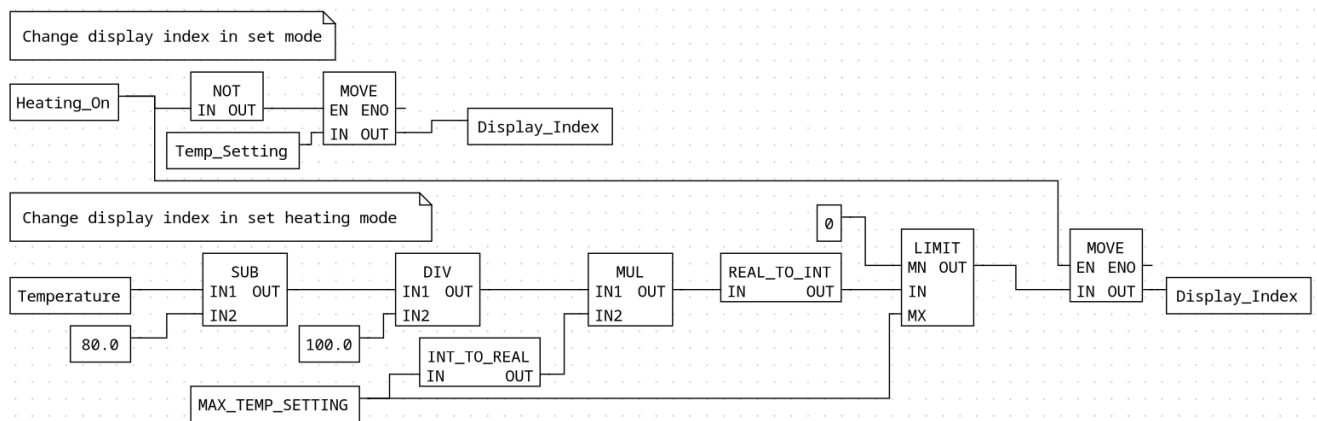 Change display index in set mode
Heating_On
NOT
IN OUT
MOVE
EN ENO
IN OUT
Temp_Setting
Display_Index
Change display index in set heating mode
0
Temperature
SUB
IN1 OUT
IN2
80.0
DIV
IN1 OUT
IN2
100.0
INT_TO_REAL
IN OUT
MAX_TEMP_SETTING
MUL
IN1 OUT
IN2
REAL_TO_INT
IN OUT
LIMIT
MN OUT
IN
MX
MOVE
EN ENO
IN OUT
Display_Index